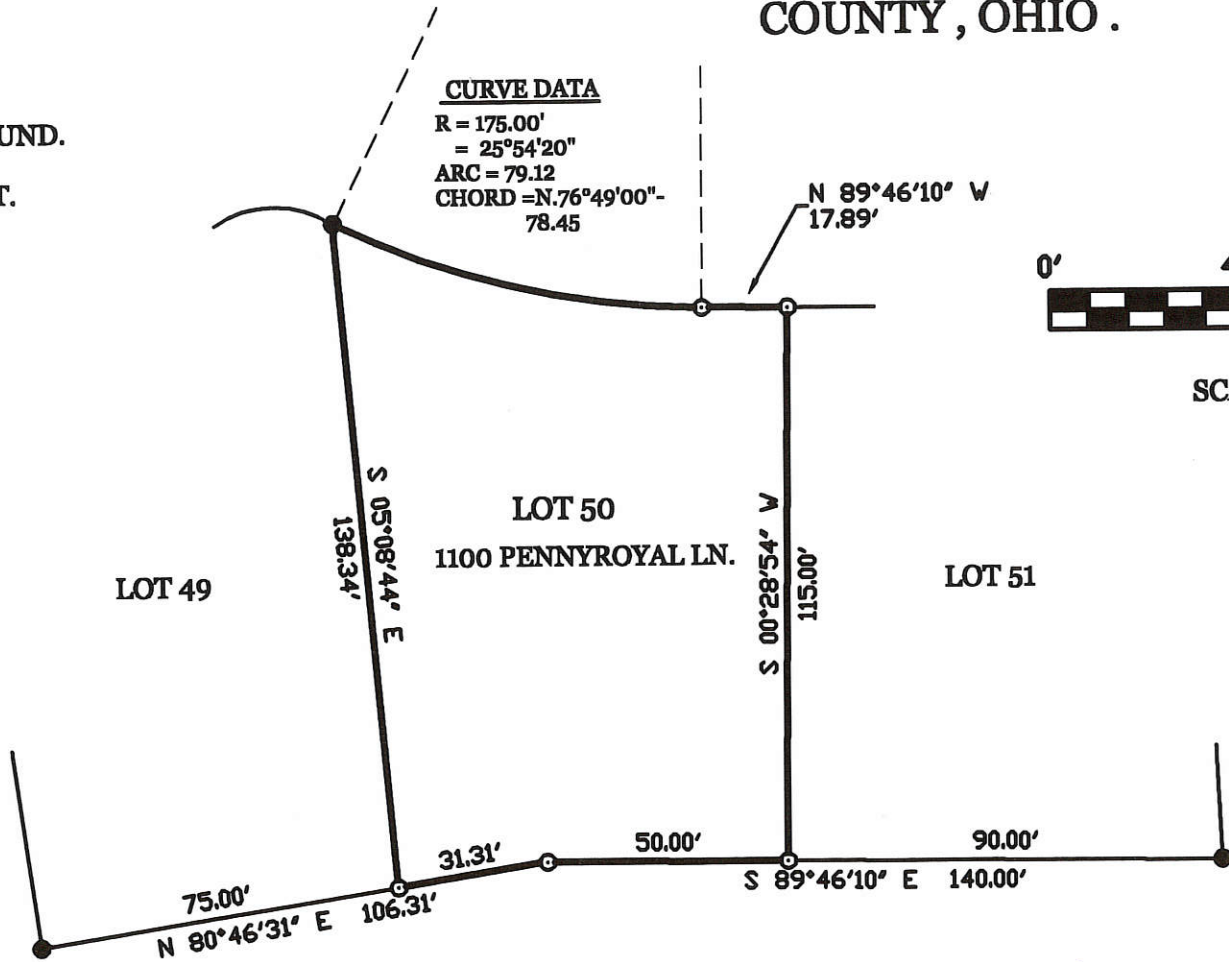 COUNTY , OHIO .
CURVE DATA
R = 175.00'
= 25°54'20"
ARC = 79.12
CHORD =N.76°49'00"-
78.45
UND.
T.
N 89°46'10" W
17.89'
0'
SC
S 05°08'44" E
138.34'
LOT 50
1100 PENNYROYAL LN.
S 00°28'54" W
115.00'
LOT 49
LOT 51
31.31'
50.00'
90.00'
75.00'
S 89°46'10" E 140.00'
N 80°46'31" E 106.31'